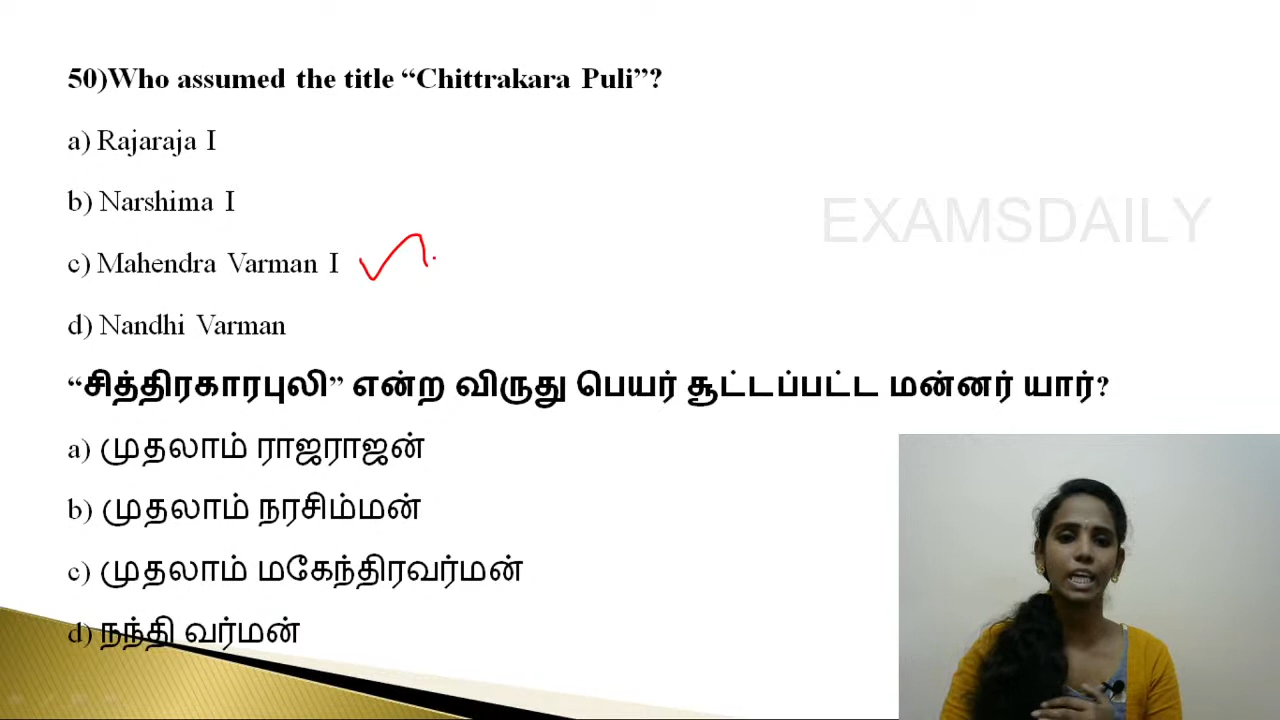 50)Who assumed the title “Chittrakara Puli”?
a) Rajaraja I
b) Narshima I
EXAMSDAILY
c) Mahendra Varman I
d) Nandhi Varman
“சித்திரகாரபுலி” என்ற விருது பெயர் சூட்டப்பட்ட மன்னர் யார்?
a) முதலாம் ராஜராஜன்
b) முதலாம் நரசிம்மன்
c) முதலாம் மகேந்திரவர்மன்
d) நந்தி வர்மன்